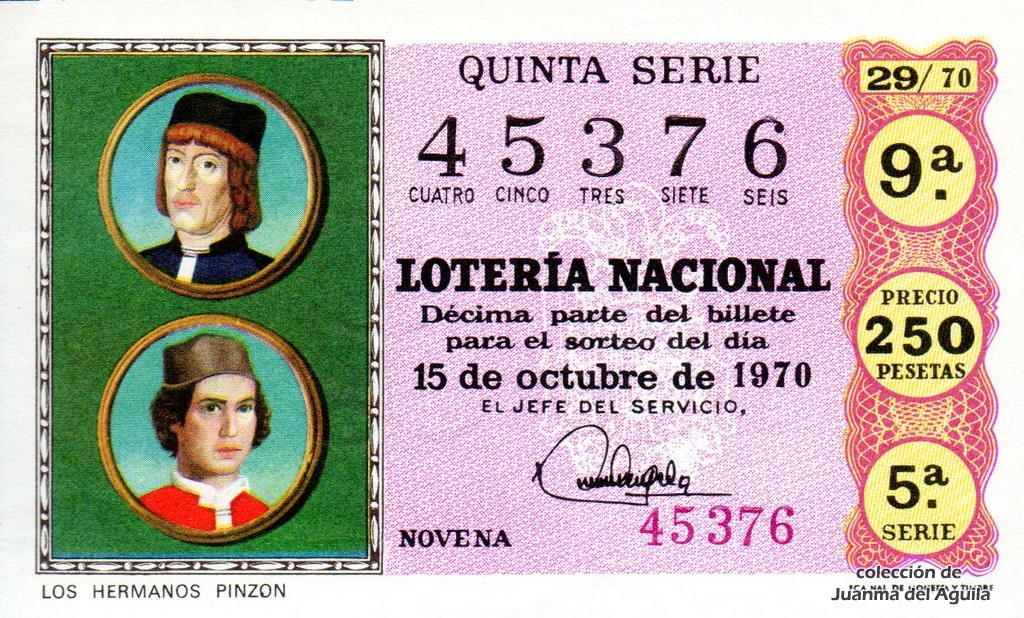 QUINTA SERIE
45376
CUATRO CINCO TRES SIETE SEIS
LOTERÍA NACIONAL
Décima parte del billete
para el sorteo del día
15 de octubre de 1970
EL JEFE DEL SERVICIO,
45376
NOVENA
LOS HERMANOS PINZON
29/70
9.ª
PRECIO
250
PESETAS
5.ª
SERIE
colección de
Juanma del Aguila